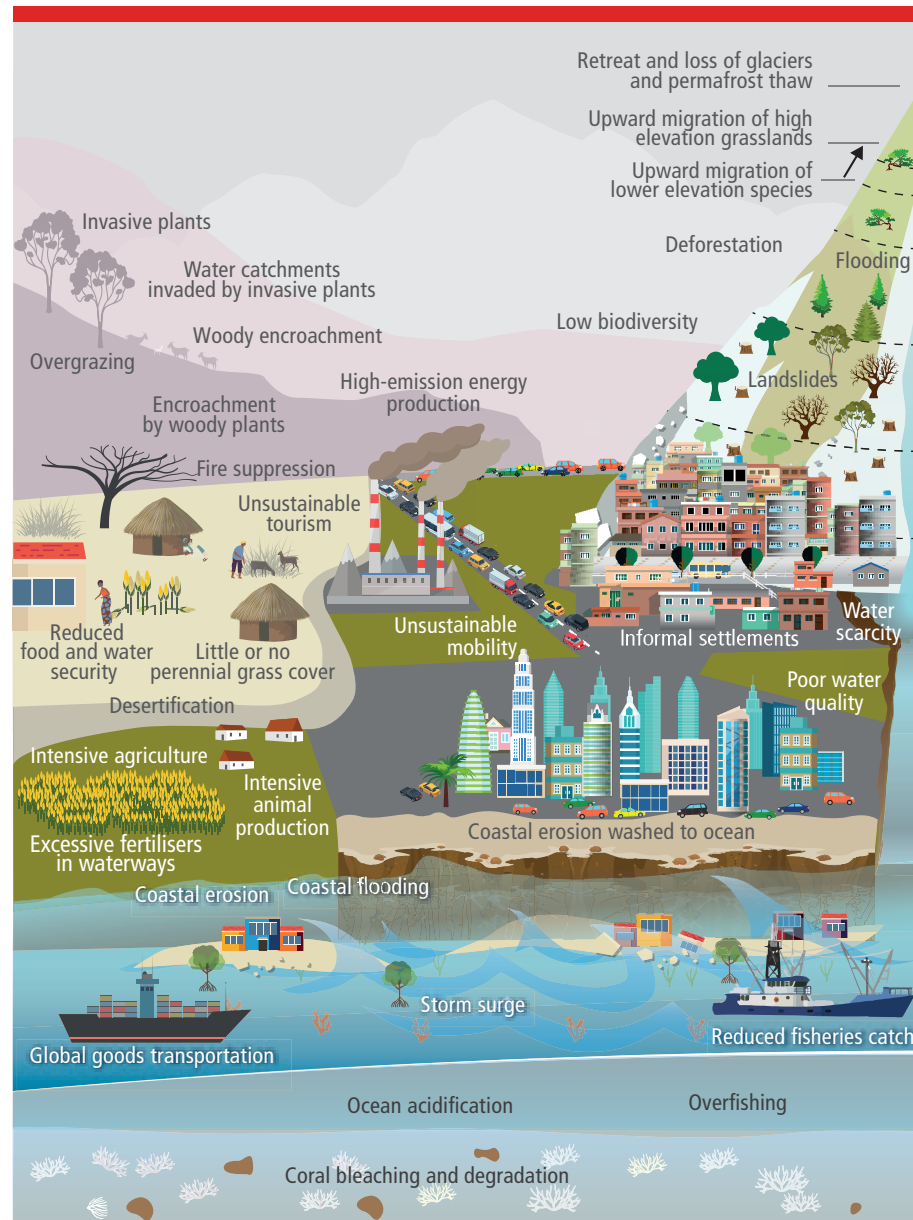 Retreat and loss of glaciers
and permafrost thaw
Upward migration of high
elevation grasslands
Upward migration of
lower elevation species
Invasive plants
Deforestation
Flooding
Water catchments
invaded by invasive plants
Low biodiversity
Woody encroachment
Overgrazing
High-emission energy
production
Landslides
Encroachment
by woody plants
Fire suppression
Unsustainable
tourism
Reduced
food and water
security
Little or no
perennial grass cover
Unsustainable
mobility
Informal settlements
Water
scarcity
Poor water
quality
Desertification
Intensive agriculture
Intensive
animal
production
Excessive fertilisers
in waterways
Coastal erosion washed to ocean
Coastal erosion
Coastal flooding
Storm surge
Global goods transportation
Reduced fisheries catch
Ocean acidification
Overfishing
Coral bleaching and degradation